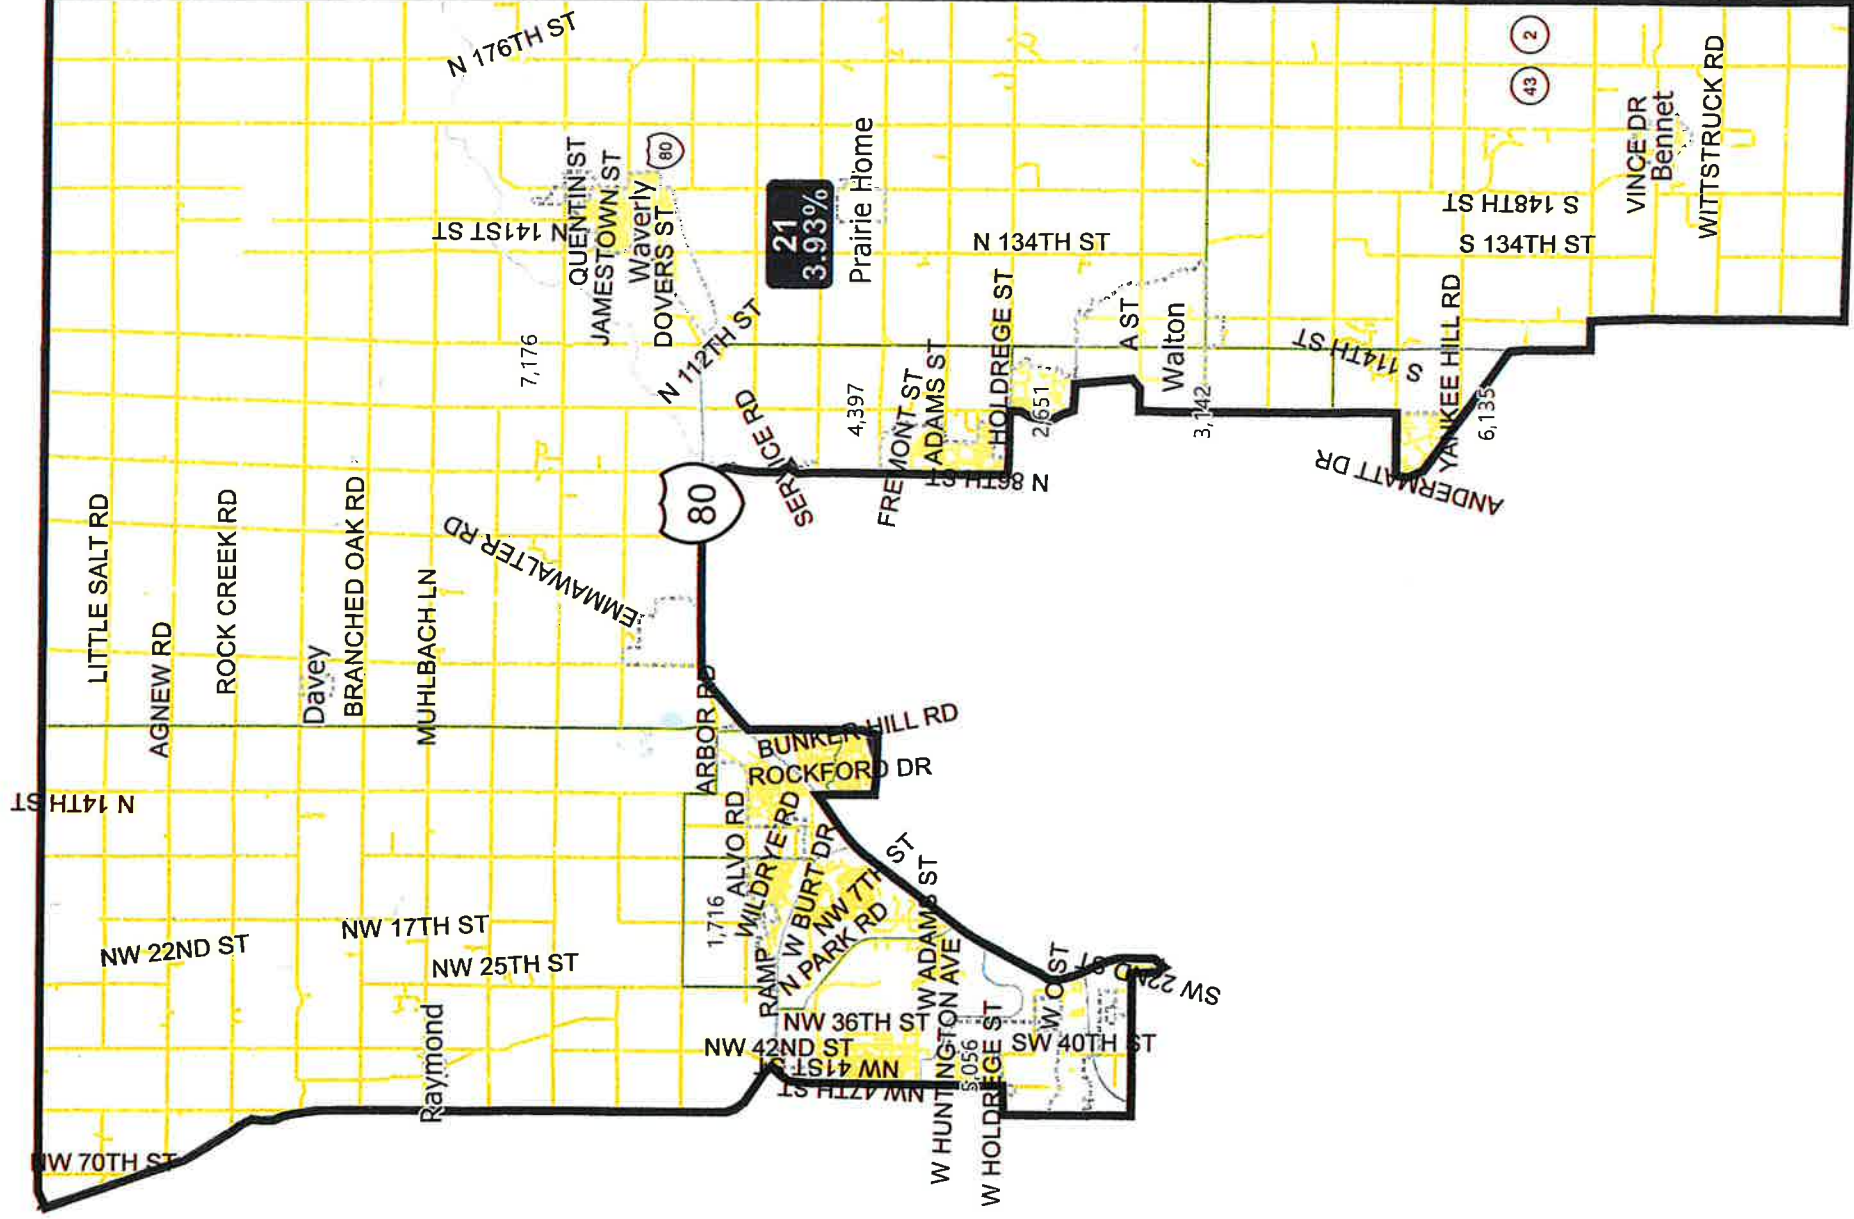 N 176TH ST
2
43
WITTSTRUCK RD
VINCE DR
Bennet
QUENTIN ST
JAMESTOWN ST
80
Waverly
DOVERS ST
N 141ST ST
21
3.93%
Prairie Home
S 148TH ST
N 134TH ST
S 134TH ST
HOLDREGE ST
A ST
Walton
S 114TH ST
YANKEE HILL RD
7,176
N 112TH ST
ADAMS ST
FREMONT ST
4,397
SERVICE RD
2,651
3,142
6,135
N 86TH ST
ANDERMATT DR
80
LITTLE SALT RD
ROCK CREEK RD
BRANCHED OAK RD
EMMAWALTER RD
AGNEW RD
Davey
MUHLBACH LN
ARBOR RD
BUNKER HILL RD
ROCKFORD DR
N 14TH ST
ALVO RD
WILDRYE RD
W BURT DR
NW 7TH ST
N PARK RD
W ADAMS ST
1,716
NW 17TH ST
NW 22ND ST
NW 25TH ST
RAMP
W HUNTINGTON AVE
W O ST
SW 22ND ST
Raymond
NW 36TH ST
NW 42ND ST
NW 41ST ST
NW 47TH ST
SW 40TH ST
5,056
W HOLDREGE ST
NW 70TH ST